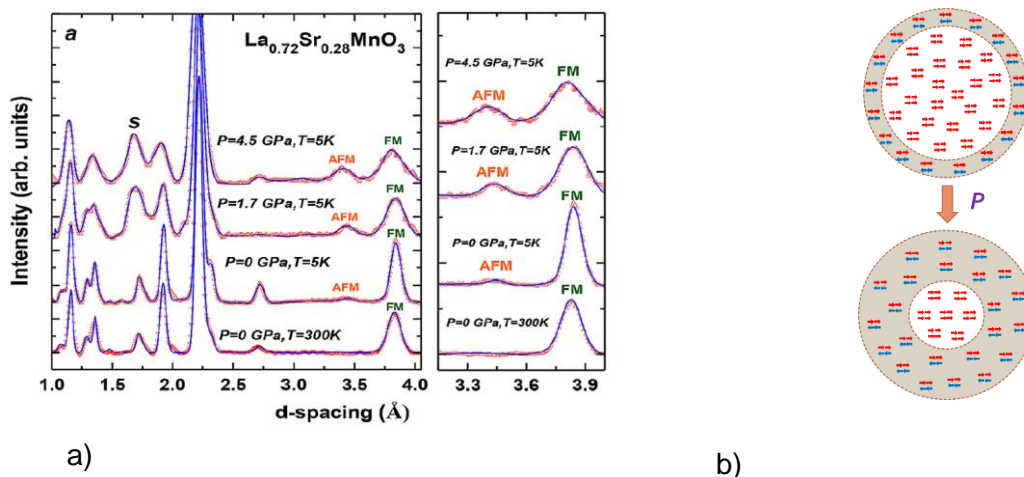 a
La0.72Sr0.28MnO3
Intensity (arb. units)
S
P=4.5 GPa,T=5K
AFM
FM
P=1.7 GPa,T=5K
AFM
FM
P=0 GPa,T=5K
AFM
FM
P=0 GPa,T=300K
FM
1.0 1.5 2.0 2.5 3.0 3.5 4.0
d-spacing (Å)
P=4.5 GPa,T=5K
FM
AFM
P=1.7 GPa,T=5K
AFM
P=0 GPa,T=5K
AFM
P=0 GPa,T=300K
3.3 3.6 3.9
P
a)
b)